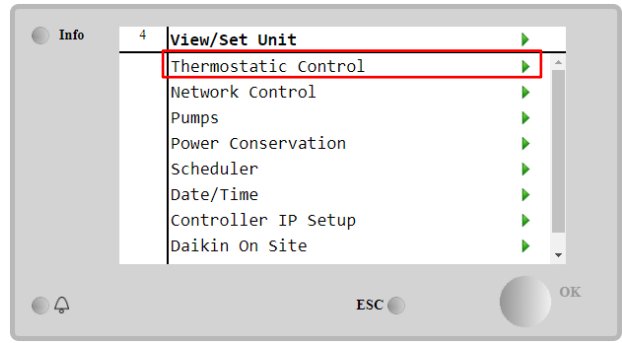 Info
4 View/Set Unit
Thermostatic Control
Network Control
Pumps
Power Conservation
Scheduler
Date/Time
Controller IP Setup
Daikin On Site
ESC
OK